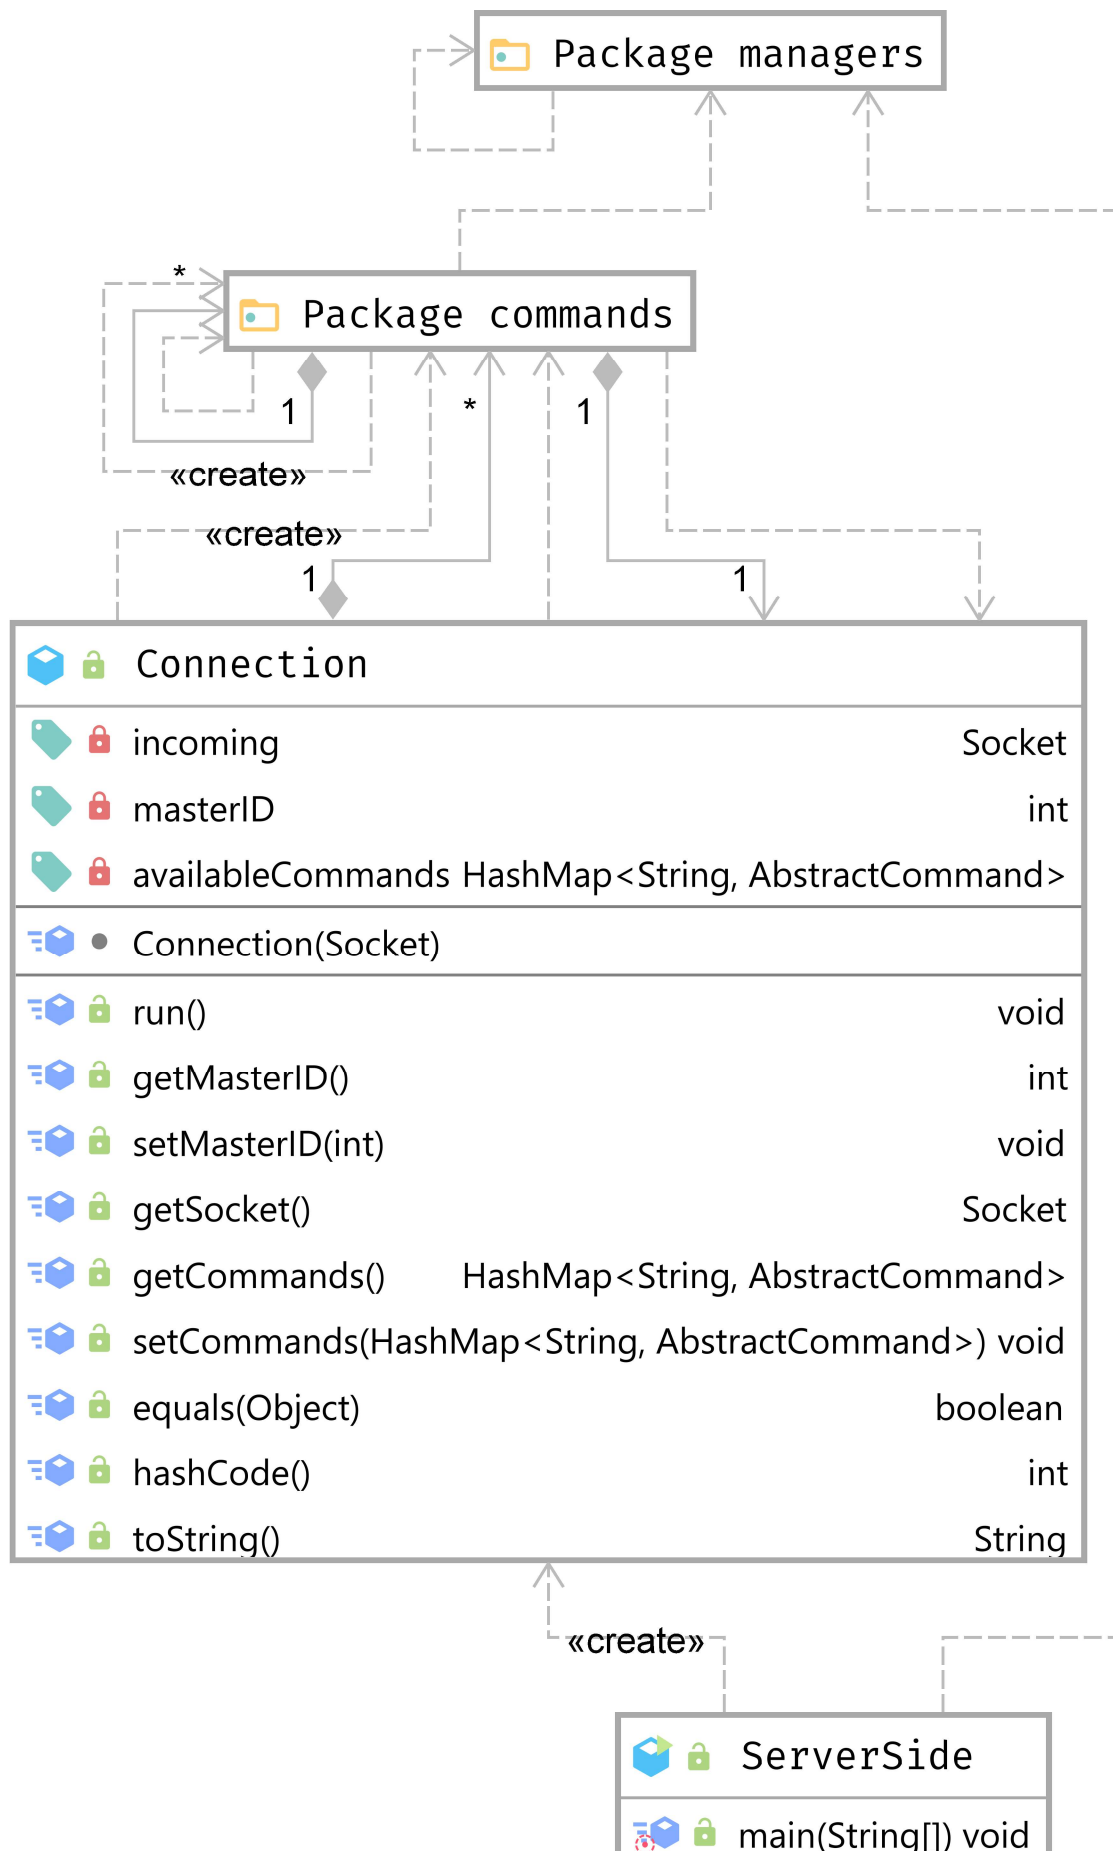 Package managers
*
Package commands
1
*
1
«create»
«create»
1
1
Connection
incoming Socket
masterID int
availableCommands HashMap<String, AbstractCommand>
Connection(Socket)
run() void
getMasterID() int
setMasterID(int) void
getSocket() Socket
getCommands() HashMap<String, AbstractCommand>
setCommands(HashMap<String, AbstractCommand>) void
equals(Object) boolean
hashCode() int
toString() String
«create»
ServerSide
main(String[]) void